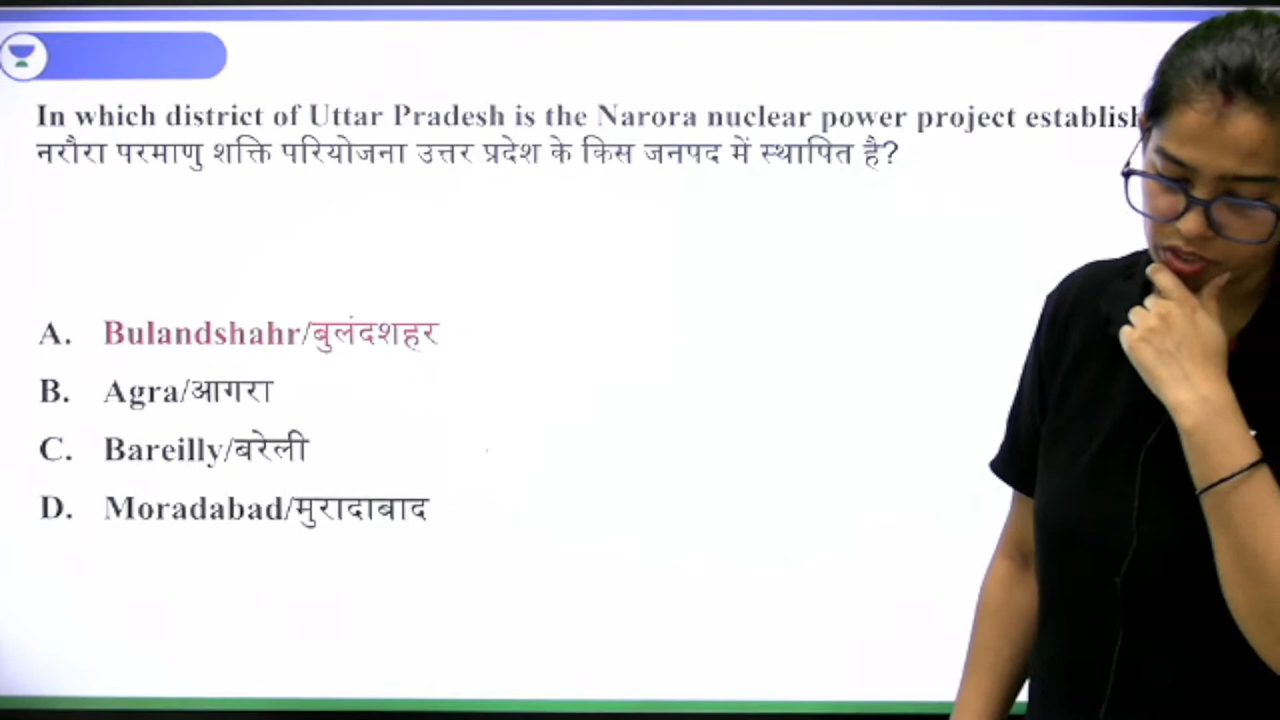 In which district of Uttar Pradesh is the Narora nuclear power project establish
नरौरा परमाणु शक्ति परियोजना उत्तर प्रदेश के किस जनपद में स्थापित है?
A. Bulandshahr/बुलंदशहर
B. Agra/आगरा
C. Bareilly/बरेली
D. Moradabad/मुरादाबाद